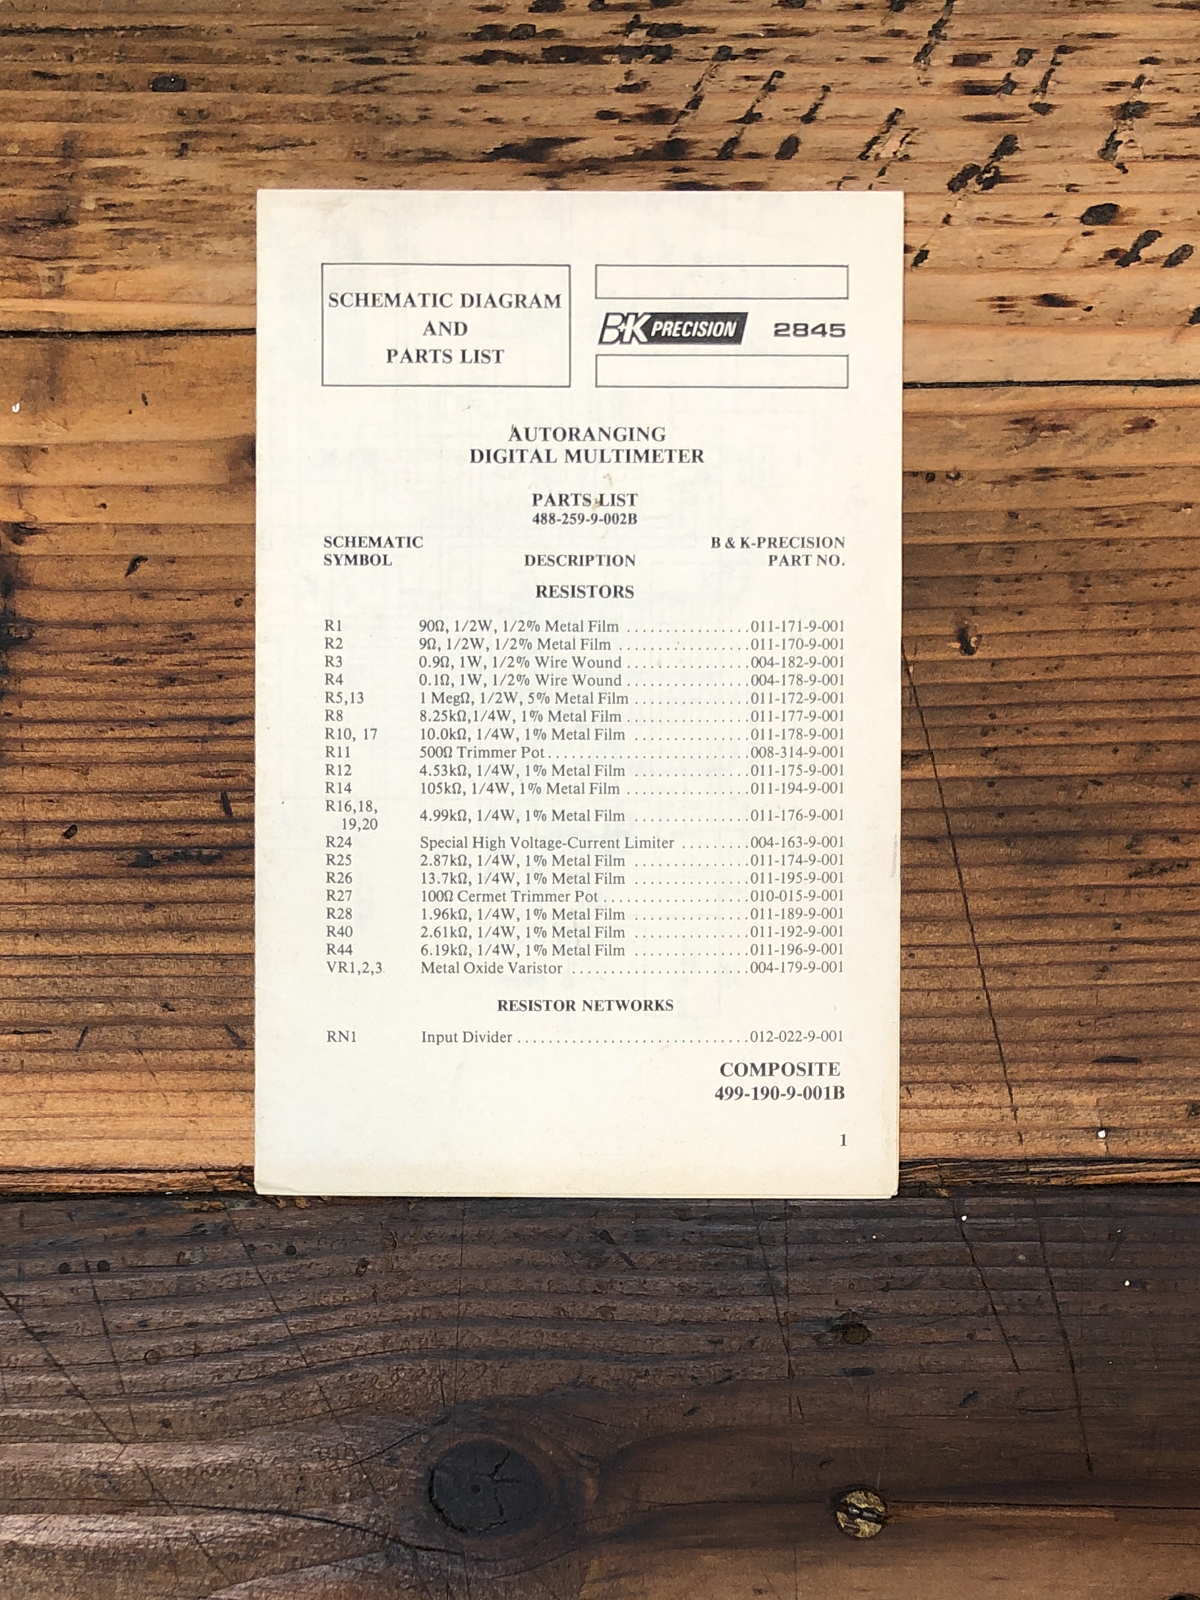 SCHEMATIC DIAGRAM
AND
PARTS LIST
B+K PRECISION 2845
AUTORANGING
DIGITAL MULTIMETER
PARTS LIST
488-259-9-002B
SCHEMATIC B & K-PRECISION
SYMBOL DESCRIPTION PART NO.
RESISTORS
R1 90Ω, 1/2W, 1/2% Metal Film ................011-171-9-001
R2 9Ω, 1/2W, 1/2% Metal Film .................011-170-9-001
R3 0.9Ω, 1W, 1/2% Wire Wound ................004-182-9-001
R4 0.1Ω, 1W, 1/2% Wire Wound ................004-178-9-001
R5,13 1 MegΩ, 1/2W, 5% Metal Film ...............011-172-9-001
R8 8.25kΩ,1/4W, 1% Metal Film ................011-177-9-001
R10, 17 10.0kΩ, 1/4W, 1% Metal Film ...............011-178-9-001
R11 500Ω Trimmer Pot..........................008-314-9-001
R12 4.53kΩ, 1/4W, 1% Metal Film ...............011-175-9-001
R14 105kΩ, 1/4W, 1% Metal Film ................011-194-9-001
R16,18,
19,20 4.99kΩ, 1/4W, 1% Metal Film ...............011-176-9-001
R24 Special High Voltage-Current Limiter .........004-163-9-001
R25 2.87kΩ, 1/4W, 1% Metal Film ...............011-174-9-001
R26 13.7kΩ, 1/4W, 1% Metal Film ...............011-195-9-001
R27 100Ω Cermet Trimmer Pot ...................010-015-9-001
R28 1.96kΩ, 1/4W, 1% Metal Film ...............011-189-9-001
R40 2.61kΩ, 1/4W, 1% Metal Film ...............011-192-9-001
R44 6.19kΩ, 1/4W, 1% Metal Film ...............011-196-9-001
VR1,2,3 Metal Oxide Varistor .......................004-179-9-001
RESISTOR NETWORKS
RN1 Input Divider ..............................012-022-9-001
COMPOSITE
499-190-9-001B
1